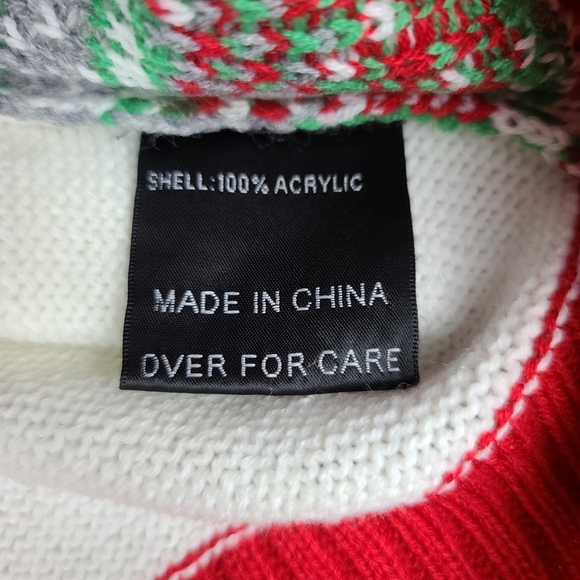 SHELL:100% ACRYLIC
MADE IN CHINA
OVER FOR CARE